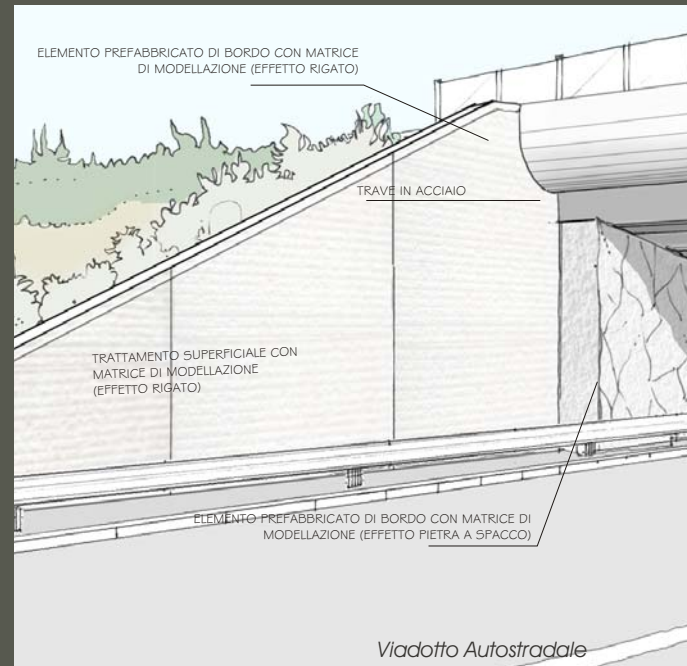 ELEMENTO PREFABBRICATO DI BORDO CON MATRICE
DI MODELLAZIONE (EFFETTO RIGATO)
TRAVE IN ACCIAIO
TRATTAMENTO SUPERFICIALE CON
MATRICE DI MODELLAZIONE
(EFFETTO RIGATO)
ELEMENTO PREFABBRICATO DI BORDO CON MATRICE DI
MODELLAZIONE (EFFETTO PIETRA A SPACCO)
Viadotto Autostradale